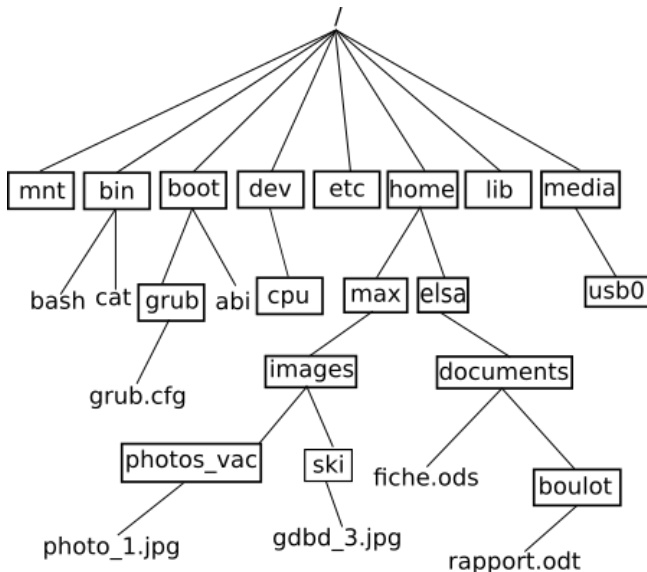 /
mnt bin boot dev etc home lib media
bash cat grub abi cpu max elsa usb0
grub.cfg images documents
photos_vac ski fiche.ods boulot
photo_1.jpg gdbd_3.jpg rapport.odt